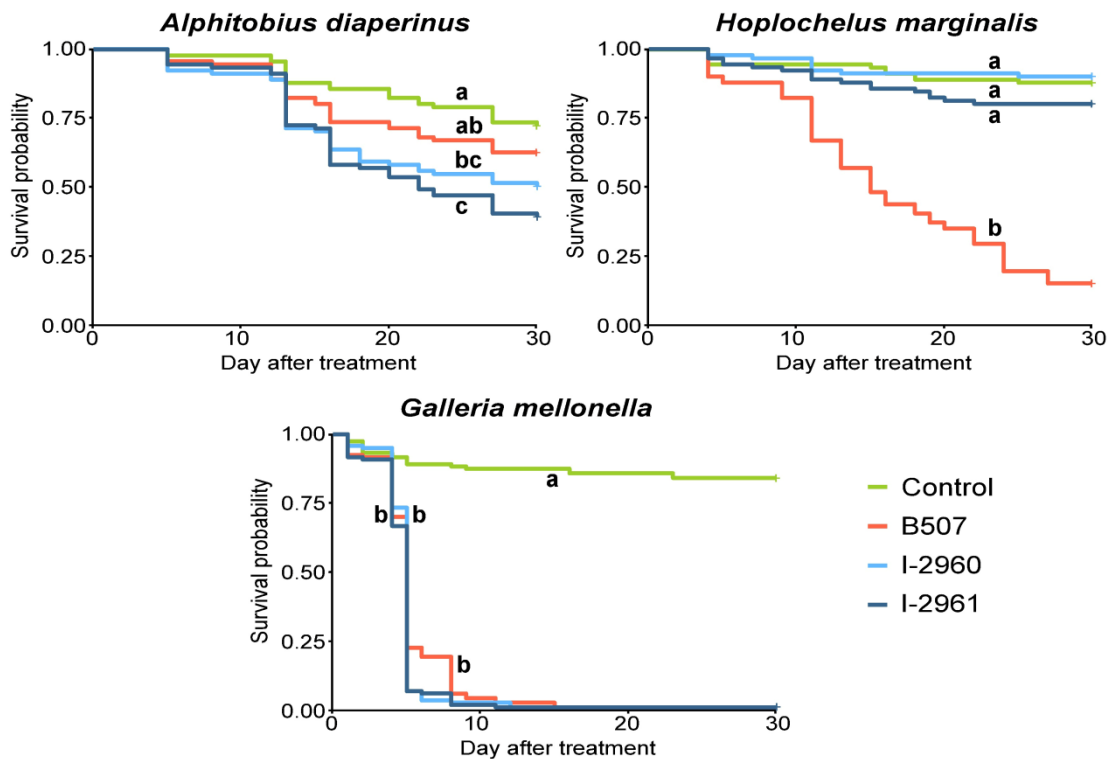 Alphitobius diaperinus
Survival probability
1.00
0.75
0.50
0.25
0.00
a
ab
bc
c
0
10
20
30
Day after treatment
Hoplochelus marginalis
Survival probability
1.00
0.75
0.50
0.25
0.00
a
a
a
b
0
10
20
30
Day after treatment
Galleria mellonella
Survival probability
1.00
0.75
0.50
0.25
0.00
a
b b
b
0
10
20
30
Day after treatment
Control
B507
I-2960
I-2961